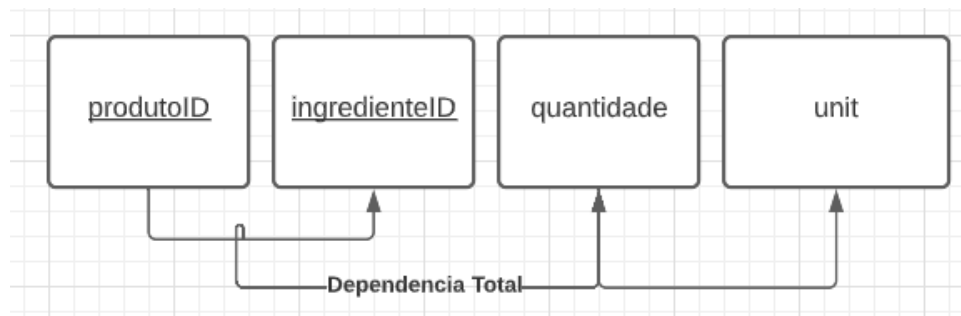 produtoID
ingredienteID
quantidade
unit
Dependencia Total